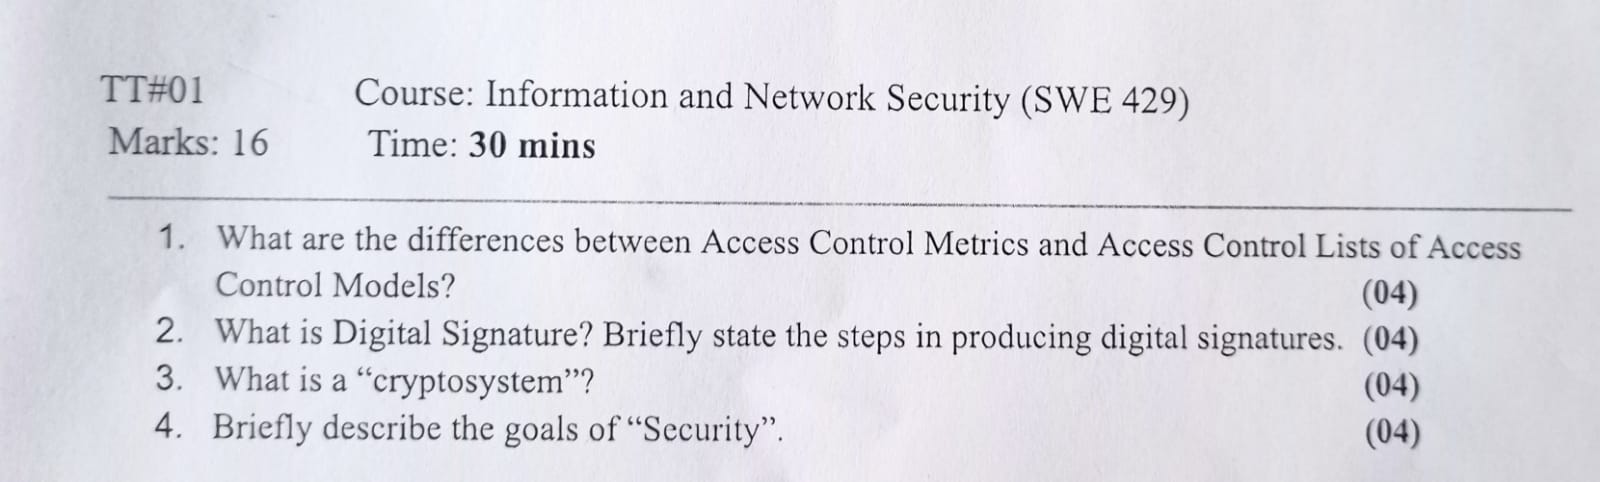 TT#01 Course: Information and Network Security (SWE 429)
Marks: 16 Time: 30 mins
1. What are the differences between Access Control Metrics and Access Control Lists of Access
Control Models? (04)
2. What is Digital Signature? Briefly state the steps in producing digital signatures. (04)
3. What is a “cryptosystem”? (04)
4. Briefly describe the goals of “Security”. (04)